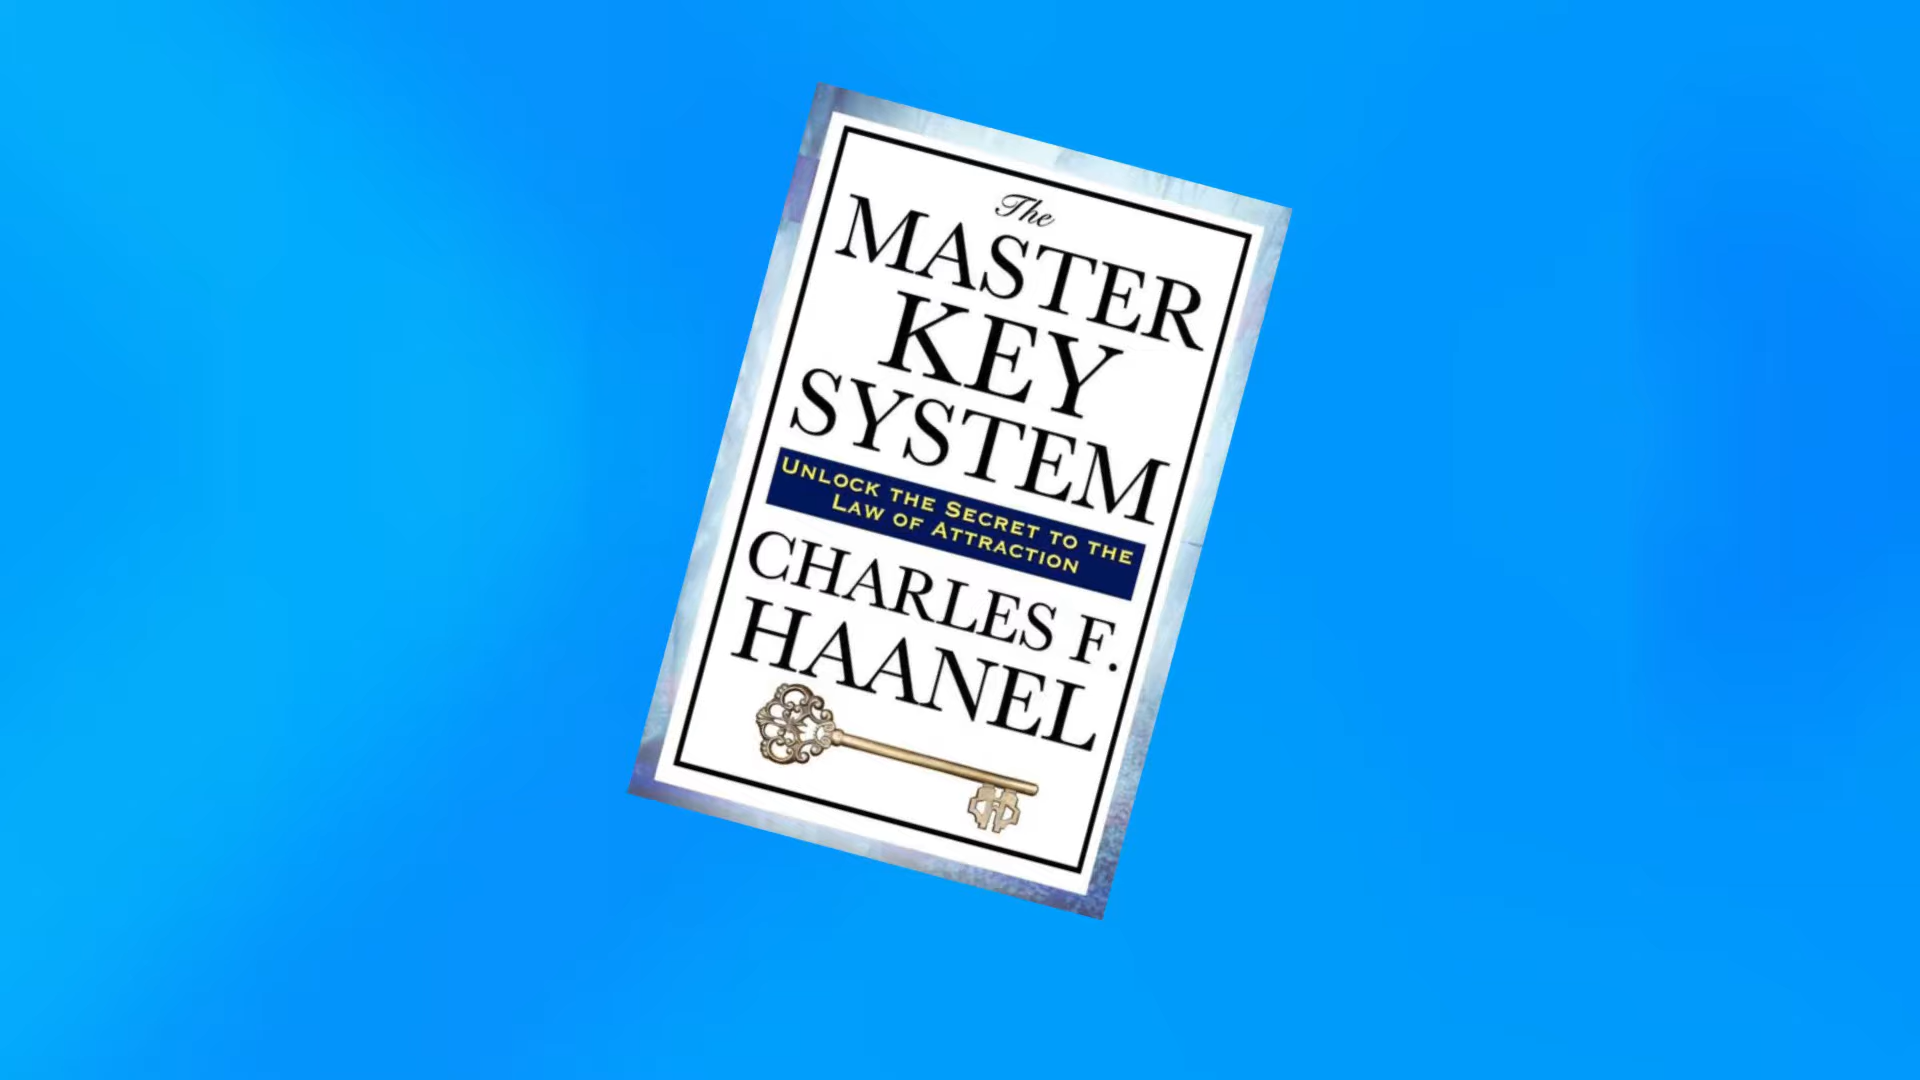 The
MASTER
KEY
SYSTEM
UNLOCK THE SECRET TO THE
LAW OF ATTRACTION
CHARLES F.
HAANEL